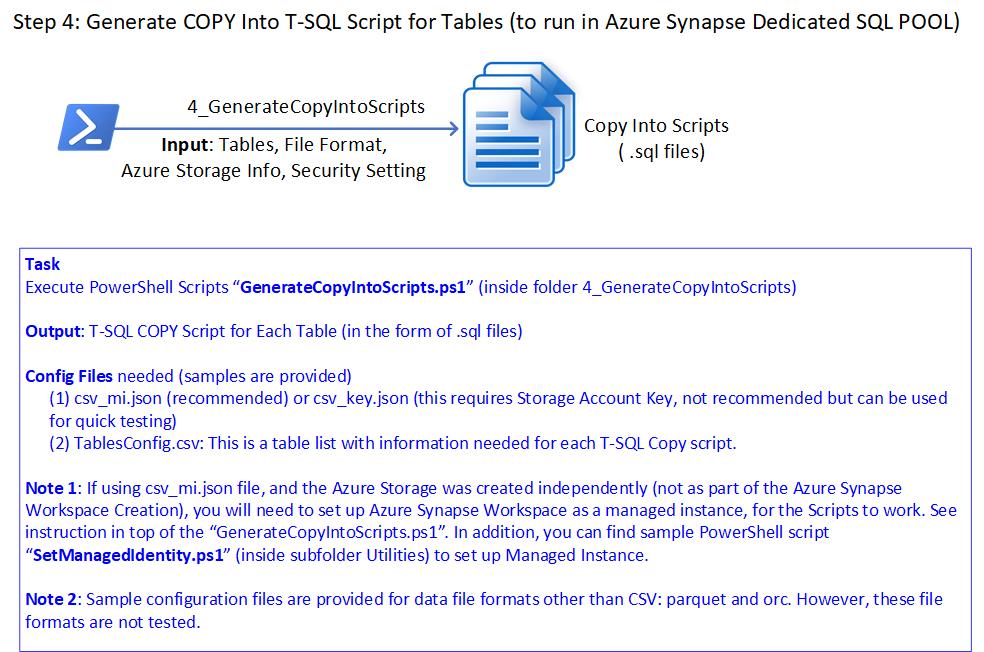 Step 4: Generate COPY Into T-SQL Script for Tables (to run in Azure Synapse Dedicated SQL POOL)
4_GenerateCopyIntoScripts
Input: Tables, File Format,
Azure Storage Info, Security Setting
Copy Into Scripts
( .sql files)
Task
Execute PowerShell Scripts “GenerateCopyIntoScripts.ps1” (inside folder 4_GenerateCopyIntoScripts)
Output: T-SQL COPY Script for Each Table (in the form of .sql files)
Config Files needed (samples are provided)
(1) csv_mi.json (recommended) or csv_key.json (this requires Storage Account Key, not recommended but can be used
for quick testing)
(2) TablesConfig.csv: This is a table list with information needed for each T-SQL Copy script.
Note 1: If using csv_mi.json file, and the Azure Storage was created independently (not as part of the Azure Synapse
Workspace Creation), you will need to set up Azure Synapse Workspace as a managed instance, for the Scripts to work. See
instruction in top of the “GenerateCopyIntoScripts.ps1”. In addition, you can find sample PowerShell script
“SetManagedIdentity.ps1” (inside subfolder Utilities) to set up Managed Instance.
Note 2: Sample configuration files are provided for data file formats other than CSV: parquet and orc. However, these file
formats are not tested.